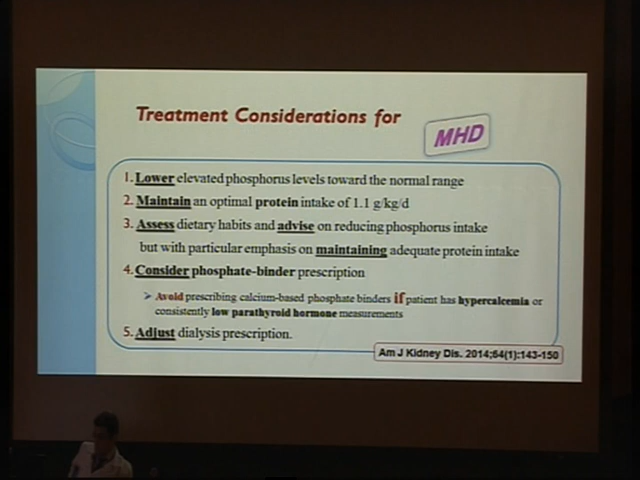 Treatment Considerations for
MHD
1. Lower elevated phosphorus levels toward the normal range
2. Maintain an optimal protein intake of 1.1 g/kg/d
3. Assess dietary habits and advise on reducing phosphorus intake
but with particular emphasis on maintaining adequate protein intake
4. Consider phosphate-binder prescription
➤ Avoid prescribing calcium-based phosphate binders if patient has hypercalcemia or
consistently low parathyroid hormone measurements
5. Adjust dialysis prescription.
Am J Kidney Dis. 2014;64(1):143-150